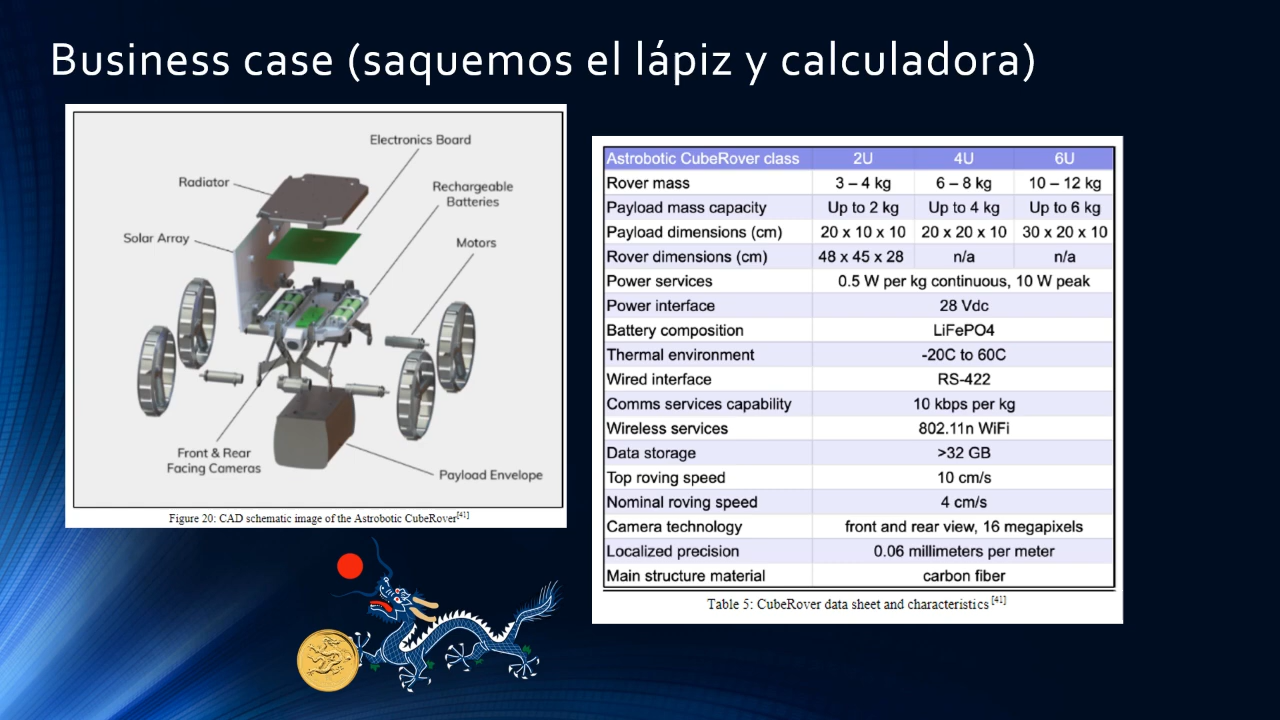 Business case (saquemos el lápiz y calculadora)
Electronics Board
Radiator
Rechargeable
Batteries
Solar Array
Motors
Front & Rear
Facing Cameras
Payload Envelope
Figure 20: CAD schematic image of the Astrobotic CubeRover[41]
Astrobotic CubeRover class 2U 4U 6U
Rover mass 3 – 4 kg 6 – 8 kg 10 – 12 kg
Payload mass capacity Up to 2 kg Up to 4 kg Up to 6 kg
Payload dimensions (cm) 20 x 10 x 10 20 x 20 x 10 30 x 20 x 10
Rover dimensions (cm) 48 x 45 x 28 n/a n/a
Power services 0.5 W per kg continuous, 10 W peak
Power interface 28 Vdc
Battery composition LiFePO4
Thermal environment -20C to 60C
Wired interface RS-422
Comms services capability 10 kbps per kg
Wireless services 802.11n WiFi
Data storage >32 GB
Top roving speed 10 cm/s
Nominal roving speed 4 cm/s
Camera technology front and rear view, 16 megapixels
Localized precision 0.06 millimeters per meter
Main structure material carbon fiber
Table 5: CubeRover data sheet and characteristics [41]